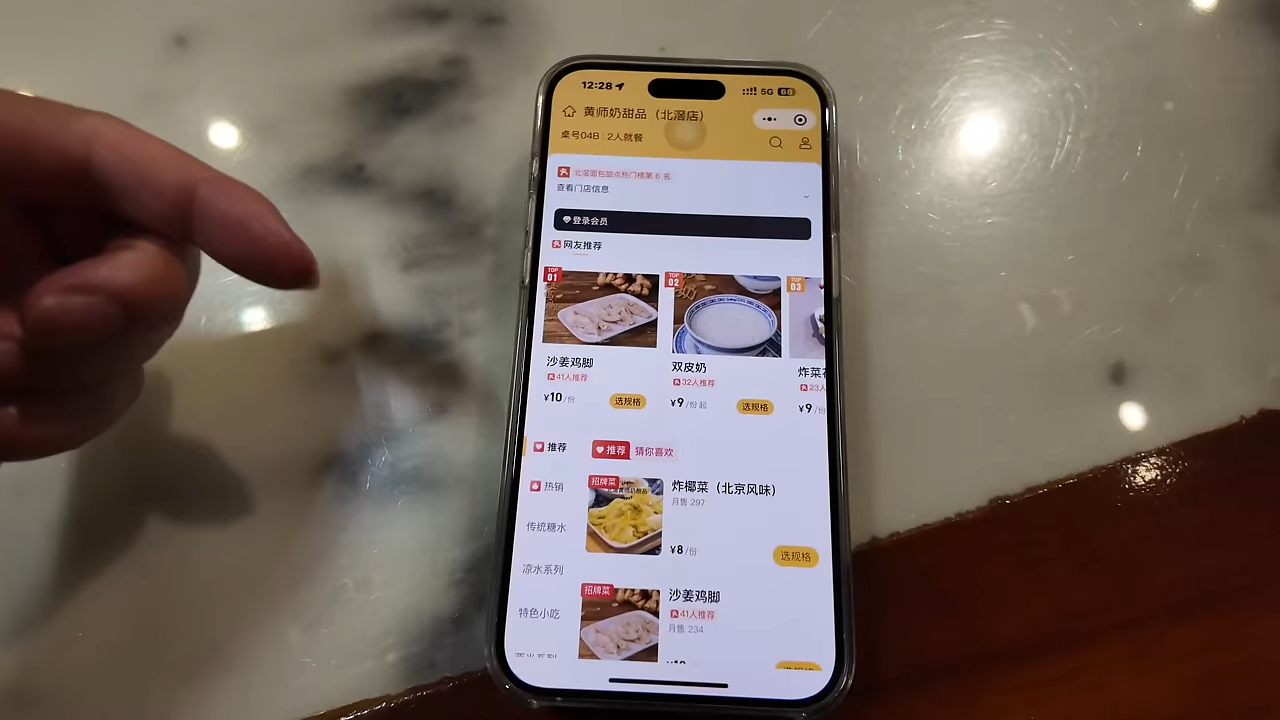 12:28
5G 68
黄师奶甜品（北滘店）
桌号04B 2人就餐
北滘面包甜点热门榜第 6 名
查看门店信息
登录会员
网友推荐
TOP 01
TOP 02
TOP 03
沙姜鸡脚
41人推荐
¥10/份
选规格
双皮奶
32人推荐
¥9/份 起
选规格
炸菜
23人
¥9/份
推荐
热销
传统糖水
凉水系列
特色小吃
推荐 猜你喜欢
招牌菜
炸椰菜（北京风味）
月售 297
¥8/份
选规格
招牌菜
沙姜鸡脚
41人推荐
月售 234